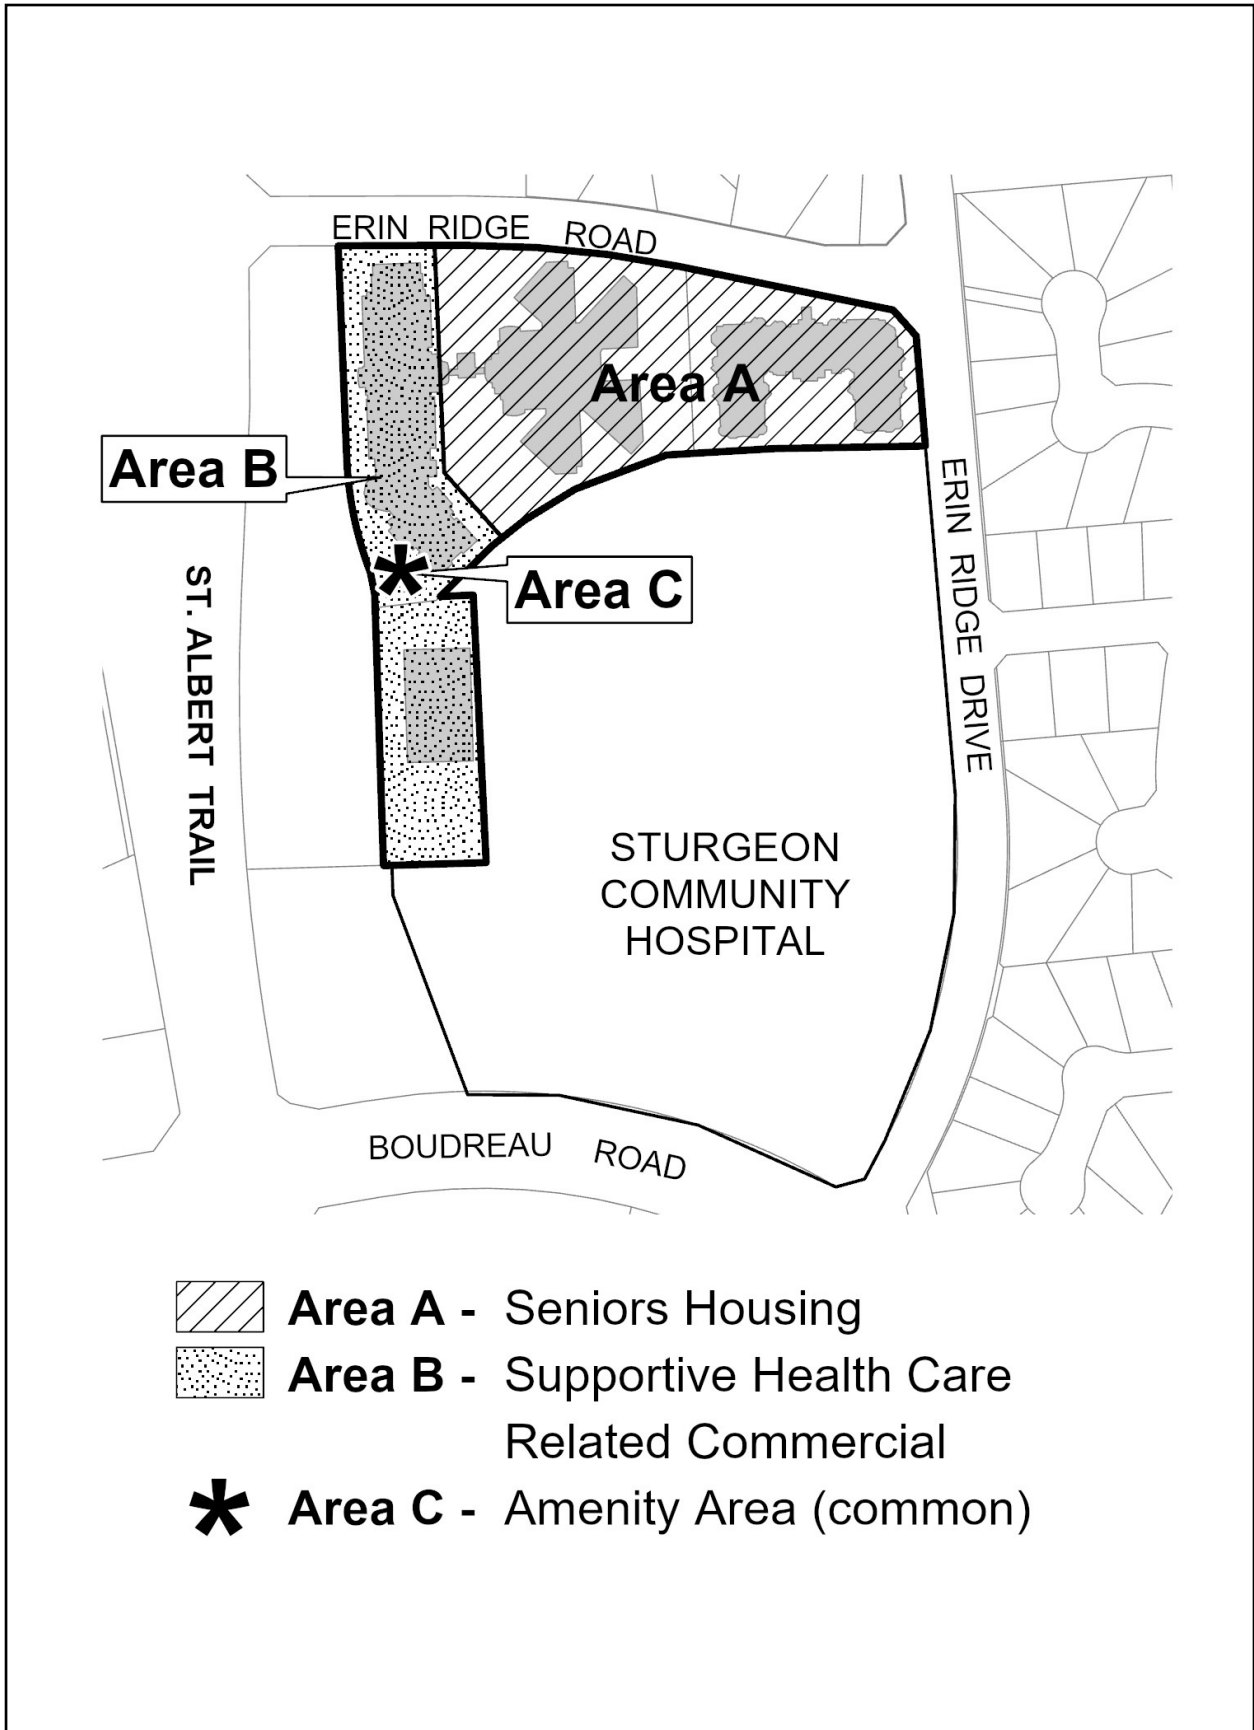 ERIN RIDGE ROAD
Area A
Area B
Area C
ST. ALBERT TRAIL
ERIN RIDGE DRIVE
STURGEON
COMMUNITY
HOSPITAL
BOUDREAU ROAD
Area A - Seniors Housing
Area B - Supportive Health Care
Related Commercial
Area C - Amenity Area (common)